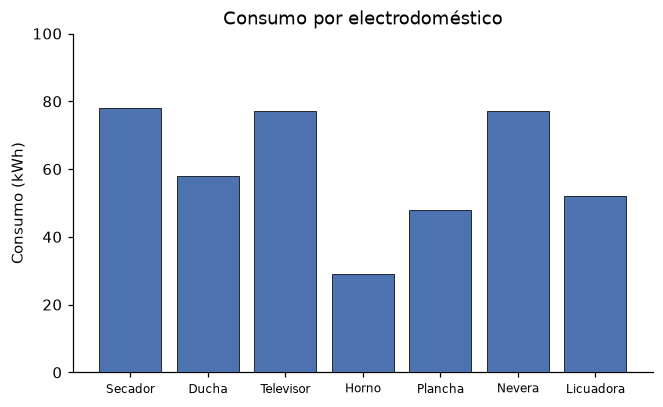 Consumo por electrodoméstico
Consumo (kWh)
100
80
60
40
20
0
Secador Ducha Televisor Horno Plancha Nevera Licuadora